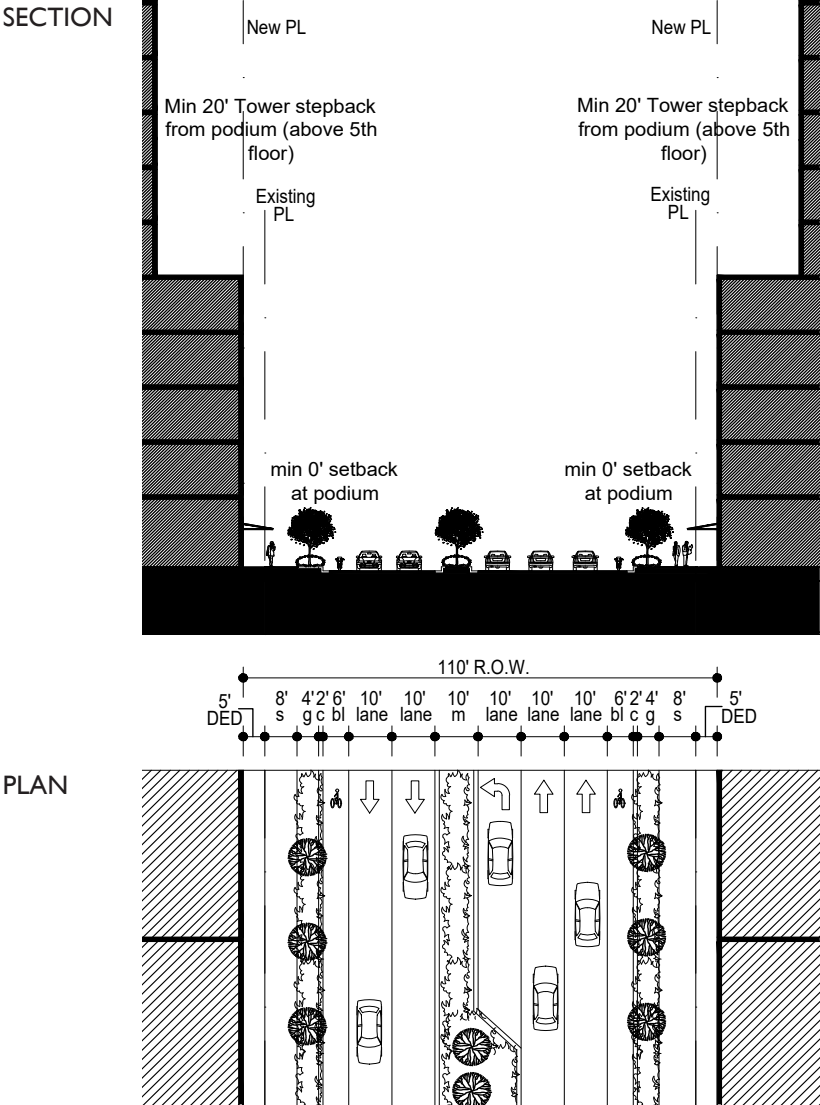 SECTION
New PL
New PL
Min 20' Tower stepback
from podium (above 5th
floor)
Min 20' Tower stepback
from podium (above 5th
floor)
Existing
PL
Existing
PL
min 0' setback
at podium
min 0' setback
at podium
110' R.O.W.
5' DED
8' s
4' g
2' c
6' bl
10' lane
10' lane
10' m
10' lane
10' lane
10' lane
6' bl
2' c
4' g
8' s
5' DED
PLAN